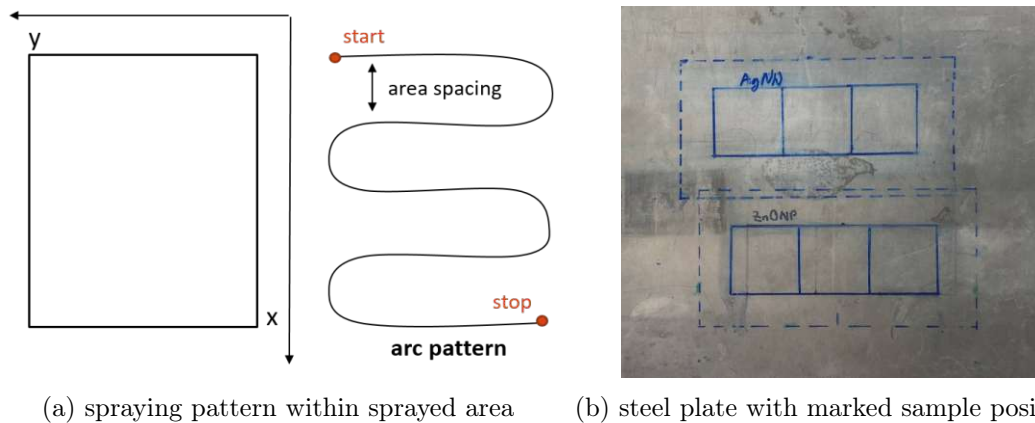 y
start
area spacing
x
stop
arc pattern
AgNW
ZnONP
(a) spraying pattern within sprayed area
(b) steel plate with marked sample posi